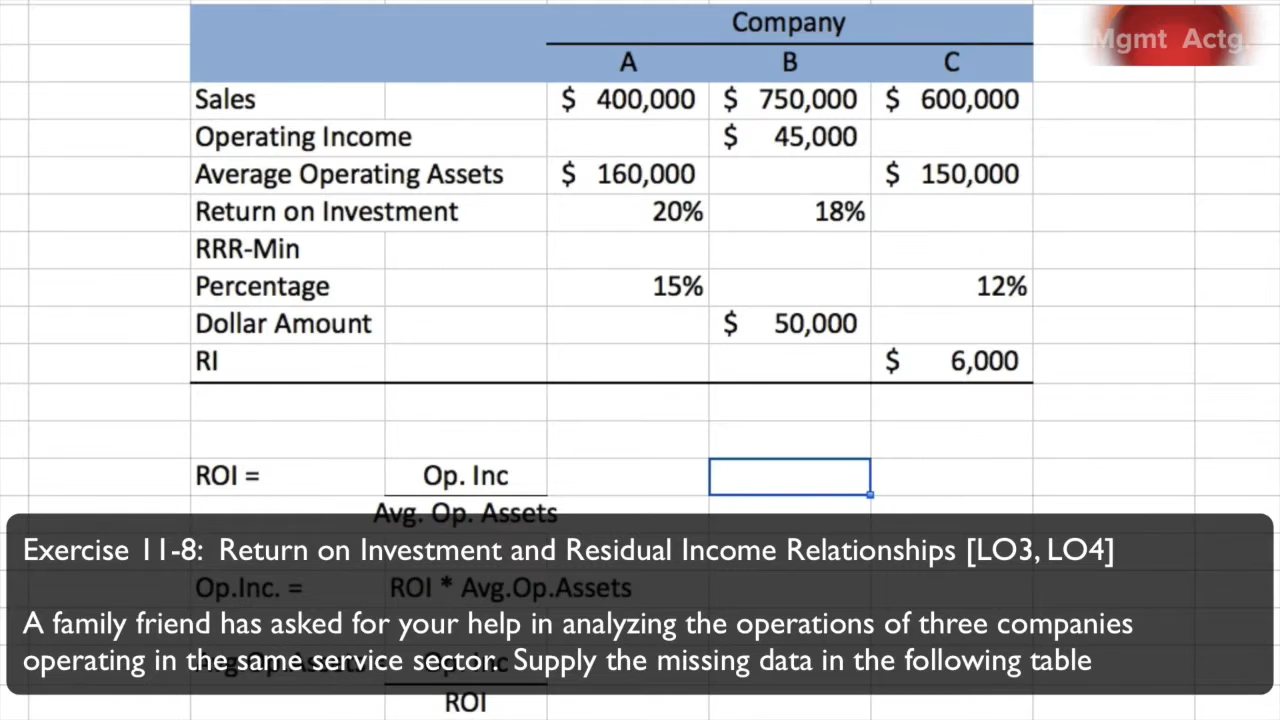 Company
Mgmt Actg
A B C
Sales $ 400,000 $ 750,000 $ 600,000
Operating Income $ 45,000
Average Operating Assets $ 160,000 $ 150,000
Return on Investment 20% 18%
RRR-Min
Percentage 15% 12%
Dollar Amount $ 50,000
RI $ 6,000
ROI = Op. Inc
Avg. Op. Assets
Exercise 11-8: Return on Investment and Residual Income Relationships [LO3, LO4]
Op.Inc. = ROI * Avg.Op.Assets
A family friend has asked for your help in analyzing the operations of three companies
operating in the same service sector. Supply the missing data in the following table
ROI